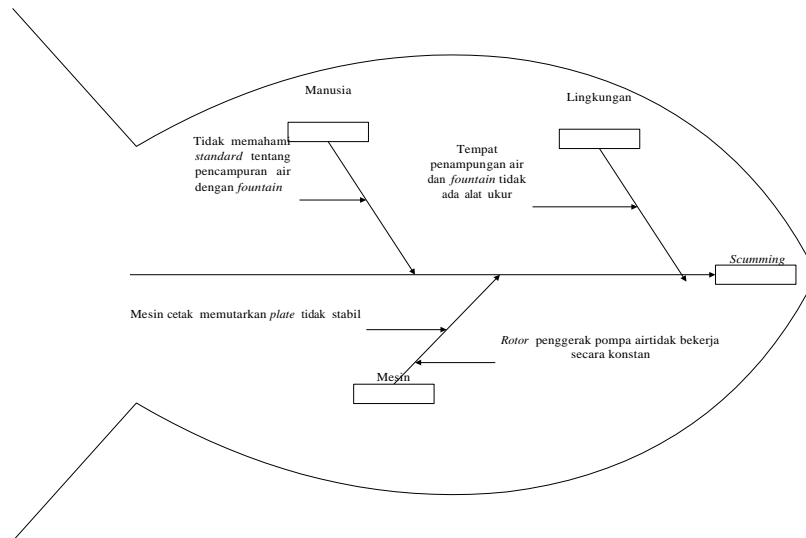 Manusia
Lingkungan
Tidak memahami
standard tentang
pencampuran air
dengan fountain
Tempat
penampungan air
dan fountain tidak
ada alat ukur
Scumming
Mesin cetak memutarkan plate tidak stabil
Rotor penggerak pompa airtidak bekerja
secara konstan
Mesin